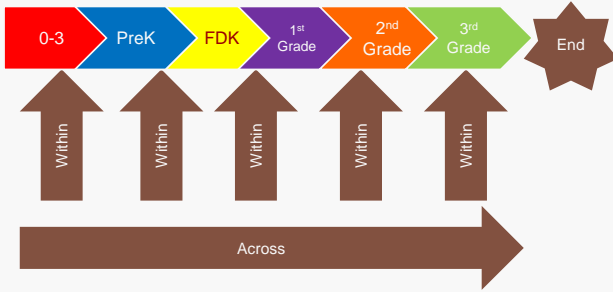 0-3
PreK
FDK
1st
Grade
2nd
Grade
3rd
Grade
End
Within
Within
Within
Within
Within
Across